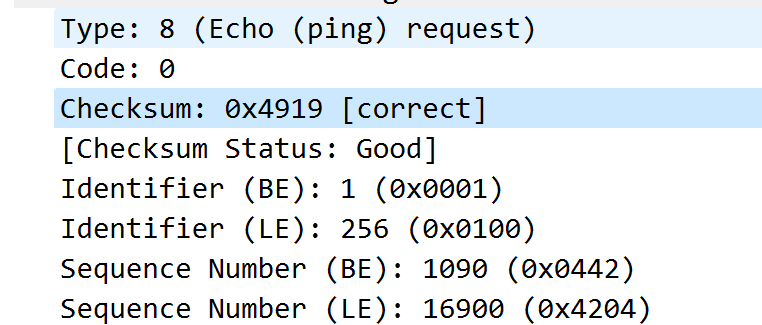 Type: 8 (Echo (ping) request)
Code: 0
Checksum: 0x4919 [correct]
[Checksum Status: Good]
Identifier (BE): 1 (0x0001)
Identifier (LE): 256 (0x0100)
Sequence Number (BE): 1090 (0x0442)
Sequence Number (LE): 16900 (0x4204)